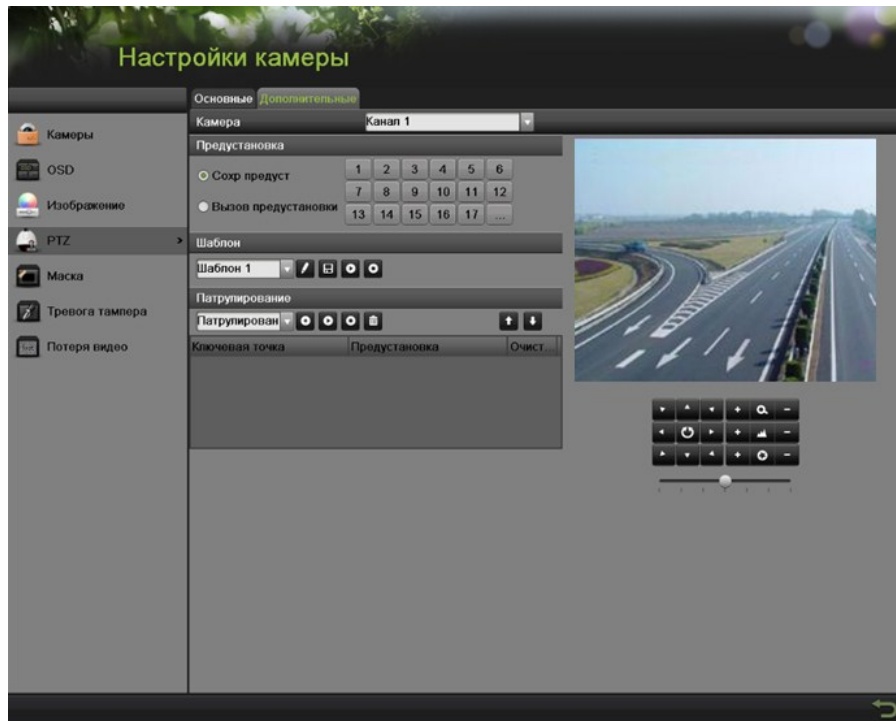 Настройки камеры
Основные Дополнительные
Камера Канал 1
Камеры
OSD
Изображение
PTZ
Маска
Тревога тампера
Потеря видео
Предустановка
Сохр предуст
Вызов предустановки
1 2 3 4 5 6
7 8 9 10 11 12
13 14 15 16 17 ...
Шаблон
Шаблон 1
Патрулирование
Патрулирован
Ключевая точка Предустановка Очист...